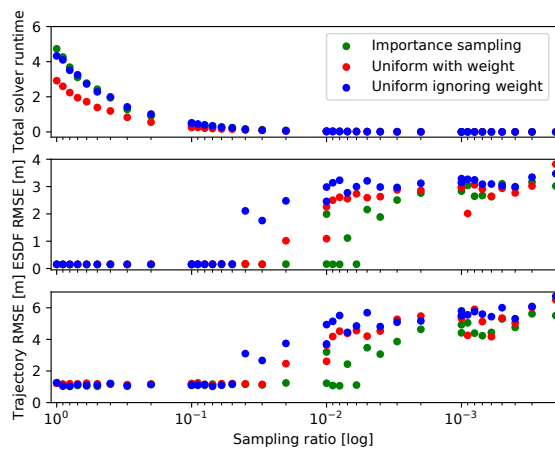 Total solver runtime
6
4
2
0
Importance sampling
Uniform with weight
Uniform ignoring weight
ESDF RMSE [m]
4
3
2
1
0
Trajectory RMSE [m]
6
4
2
0
10^0 10^-1 10^-2 10^-3
Sampling ratio [log]